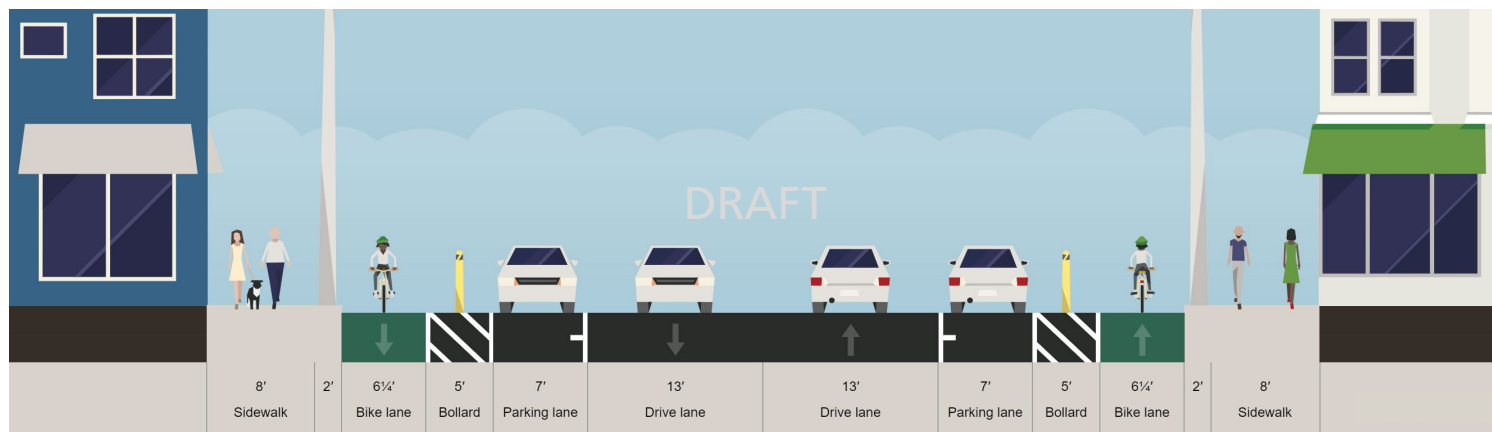 DRAFT
8′ 2′ 6¼′ 5′ 7′ 13′ 13′ 7′ 5′ 6¼′ 2′ 8′
Sidewalk Bike lane Bollard Parking lane Drive lane Drive lane Parking lane Bollard Bike lane Sidewalk